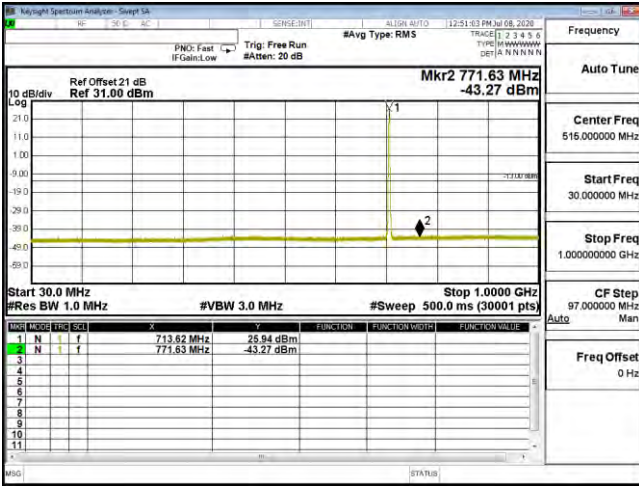 Keysight Spectrum Analyzer - Swept SA
RF 50 Ω AC SENSE:INT ALIGN AUTO 12:51:03 PM Jul 08, 2020
#Avg Type: RMS
TRACE 1 2 3 4 5 6
TYPE M WWWWW
DET A N N N N N
PNO: Fast Trig: Free Run
IFGain:Low #Atten: 20 dB
Ref Offset 21 dB
10 dB/div Ref 31.00 dBm
Mkr2 771.63 MHz
-43.27 dBm
Log
21.0
11.0
1.00
-9.00
-19.0
-29.0
-39.0
-49.0
-59.0
1
2
-13.00 dBm
Start 30.0 MHz Stop 1.0000 GHz
#Res BW 1.0 MHz #VBW 3.0 MHz #Sweep 500.0 ms (30001 pts)
MKR MODE TRC SCL X Y FUNCTION FUNCTION WIDTH FUNCTION VALUE
1 N 1 f 713.62 MHz 25.94 dBm
2 N 1 f 771.63 MHz -43.27 dBm
3
4
5
6
7
8
9
10
11
MSG STATUS
Frequency
Auto Tune
Center Freq
515.000000 MHz
Start Freq
30.000000 MHz
Stop Freq
1.000000000 GHz
CF Step
97.000000 MHz
Auto Man
Freq Offset
0 Hz